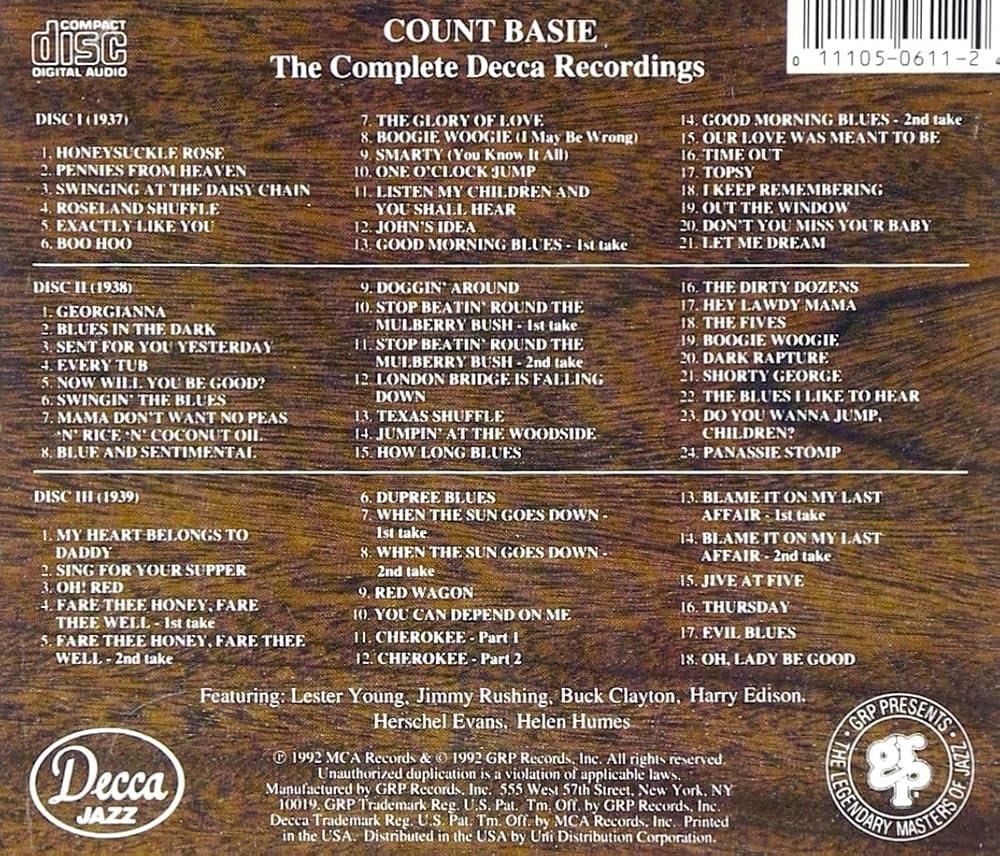 COMPACT
disc
DIGITAL AUDIO
COUNT BASIE
The Complete Decca Recordings
0 11105-0611-2 4
DISC I (1937)
1. HONEYSUCKLE ROSE
2. PENNIES FROM HEAVEN
3. SWINGING AT THE DAISY CHAIN
4. ROSELAND SHUFFLE
5. EXACTLY LIKE YOU
6. BOO HOO
7. THE GLORY OF LOVE
8. BOOGIE WOOGIE (I May Be Wrong)
9. SMARTY (You Know It All)
10. ONE O'CLOCK JUMP
11. LISTEN MY CHILDREN AND
YOU SHALL HEAR
12. JOHN'S IDEA
13. GOOD MORNING BLUES - 1st take
14. GOOD MORNING BLUES - 2nd take
15. OUR LOVE WAS MEANT TO BE
16. TIME OUT
17. TOPSY
18. I KEEP REMEMBERING
19. OUT THE WINDOW
20. DON'T YOU MISS YOUR BABY
21. LET ME DREAM
DISC II (1938)
1. GEORGIANNA
2. BLUES IN THE DARK
3. SENT FOR YOU YESTERDAY
4. EVERY TUB
5. NOW WILL YOU BE GOOD?
6. SWINGIN' THE BLUES
7. MAMA DON'T WANT NO PEAS
'N' RICE 'N' COCONUT OIL
8. BLUE AND SENTIMENTAL
9. DOGGIN' AROUND
10. STOP BEATIN' ROUND THE
MULBERRY BUSH - 1st take
11. STOP BEATIN' ROUND THE
MULBERRY BUSH - 2nd take
12. LONDON BRIDGE IS FALLING
DOWN
13. TEXAS SHUFFLE
14. JUMPIN' AT THE WOODSIDE
15. HOW LONG BLUES
16. THE DIRTY DOZENS
17. HEY LAWDY MAMA
18. THE FIVES
19. BOOGIE WOOGIE
20. DARK RAPTURE
21. SHORTY GEORGE
22. THE BLUES I LIKE TO HEAR
23. DO YOU WANNA JUMP,
CHILDREN?
24. PANASSIE STOMP
DISC III (1939)
1. MY HEART BELONGS TO
DADDY
2. SING FOR YOUR SUPPER
3. OH! RED
4. FARE THEE HONEY, FARE
THEE WELL - 1st take
5. FARE THEE HONEY, FARE THEE
WELL - 2nd take
6. DUPREE BLUES
7. WHEN THE SUN GOES DOWN -
1st take
8. WHEN THE SUN GOES DOWN -
2nd take
9. RED WAGON
10. YOU CAN DEPEND ON ME
11. CHEROKEE - Part 1
12. CHEROKEE - Part 2
13. BLAME IT ON MY LAST
AFFAIR - 1st take
14. BLAME IT ON MY LAST
AFFAIR - 2nd take
15. JIVE AT FIVE
16. THURSDAY
17. EVIL BLUES
18. OH, LADY BE GOOD
Featuring: Lester Young, Jimmy Rushing, Buck Clayton, Harry Edison,
Herschel Evans, Helen Humes
℗ 1992 MCA Records & © 1992 GRP Records, Inc. All rights reserved.
Unauthorized duplication is a violation of applicable laws.
Manufactured by GRP Records, Inc. 555 West 57th Street, New York, NY
10019. GRP Trademark Reg. U.S. Pat. Tm. Off. by GRP Records, Inc.
Decca Trademark Reg. U.S. Pat. Tm. Off. by MCA Records, Inc. Printed
in the USA. Distributed in the USA by Uni Distribution Corporation.
Decca
JAZZ
GRP PRESENTS
THE LEGENDARY MASTERS OF JAZZ
grp